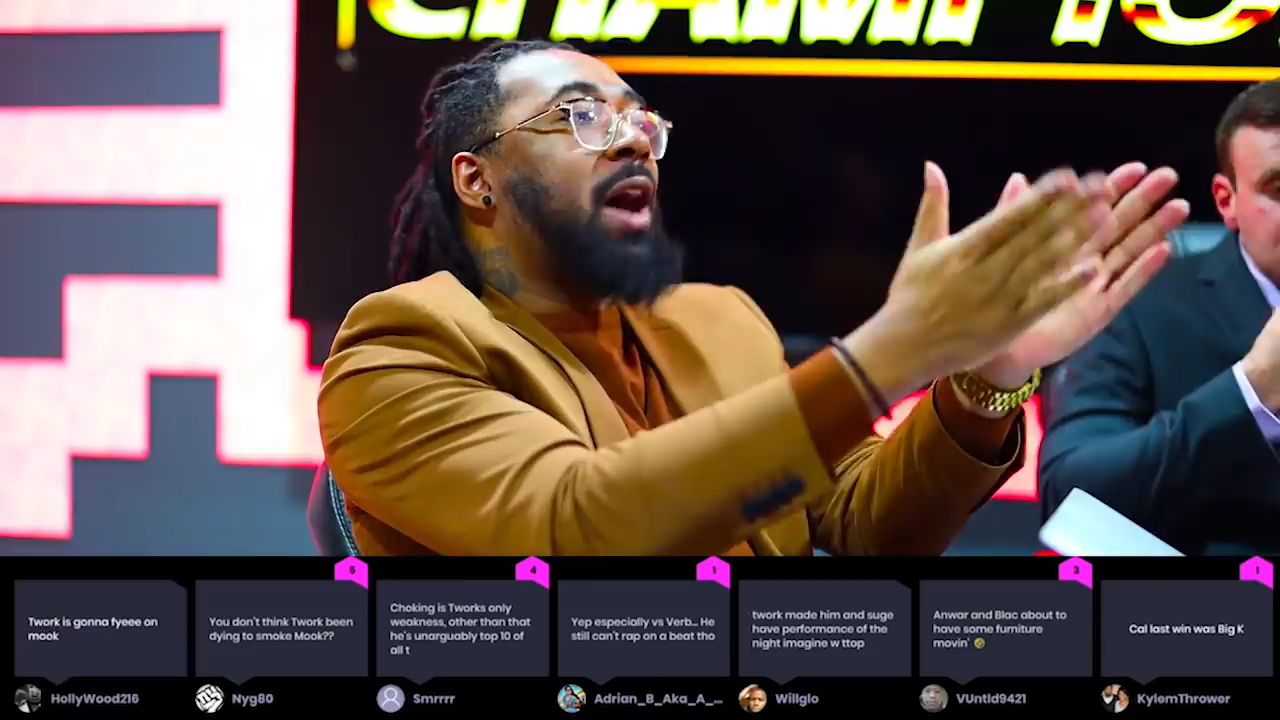 CHAMPIO
5
4
1
3
1
Twork is gonna fyeee on
mook
You don't think Twork been
dying to smoke Mook??
Choking is Tworks only
weakness, other than that
he's unarguably top 10 of
all t
Yep especially vs Verb... He
still can't rap on a beat tho
twork made him and suge
have performance of the
night imagine w ttop
Anwar and Blac about to
have some furniture
movin' 🤣
Cal last win was Big K
HollyWood216
Nyg80
Smrrrr
Adrian_B_Aka_A_...
Willglo
VUntld9421
KylemThrower